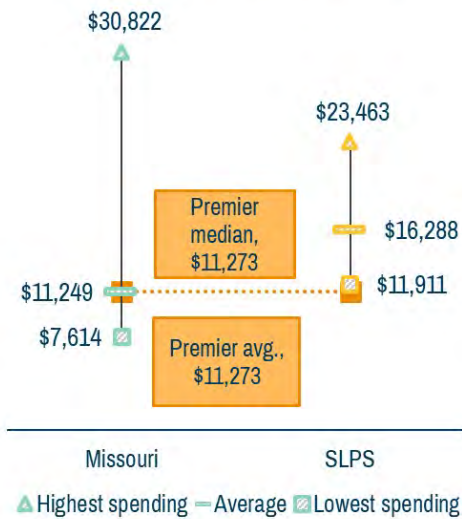 $30,822
$23,463
Premier
median,
$11,273
$16,288
$11,249
$11,911
$7,614
Premier avg.,
$11,273
Missouri
SLPS
Highest spending
Average
Lowest spending